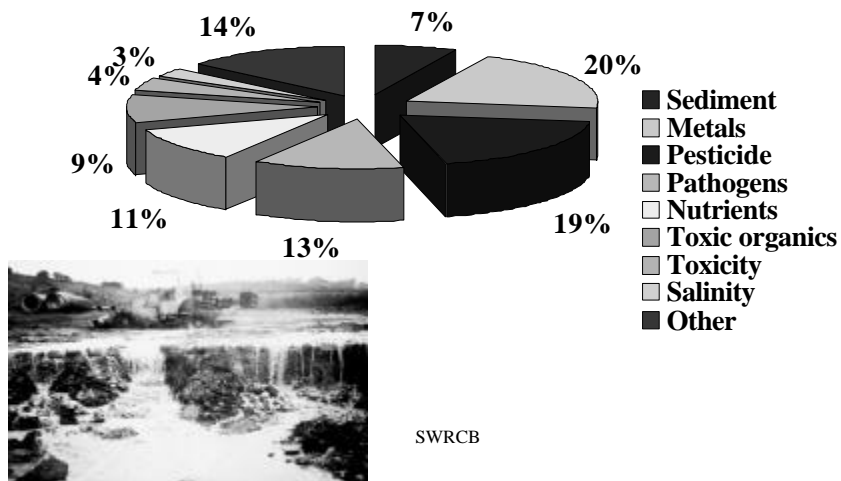 14%
7%
3%
20%
4%
Sediment
Metals
Pesticide
Pathogens
Nutrients
Toxic organics
Toxicity
Salinity
Other
9%
11%
19%
13%
SWRCB